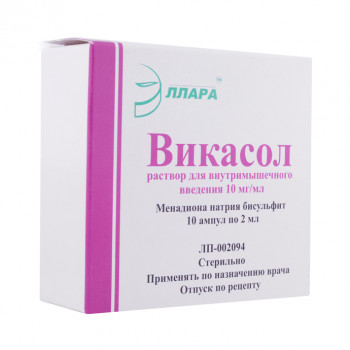 ЭЛЛАРА
Викасол
раствор для внутримышечного
введения 10 мг/мл
Менадиона натрия бисульфит
10 ампул по 2 мл
ЛП-002094
Стерильно
Применять по назначению врача
Отпуск по рецепту